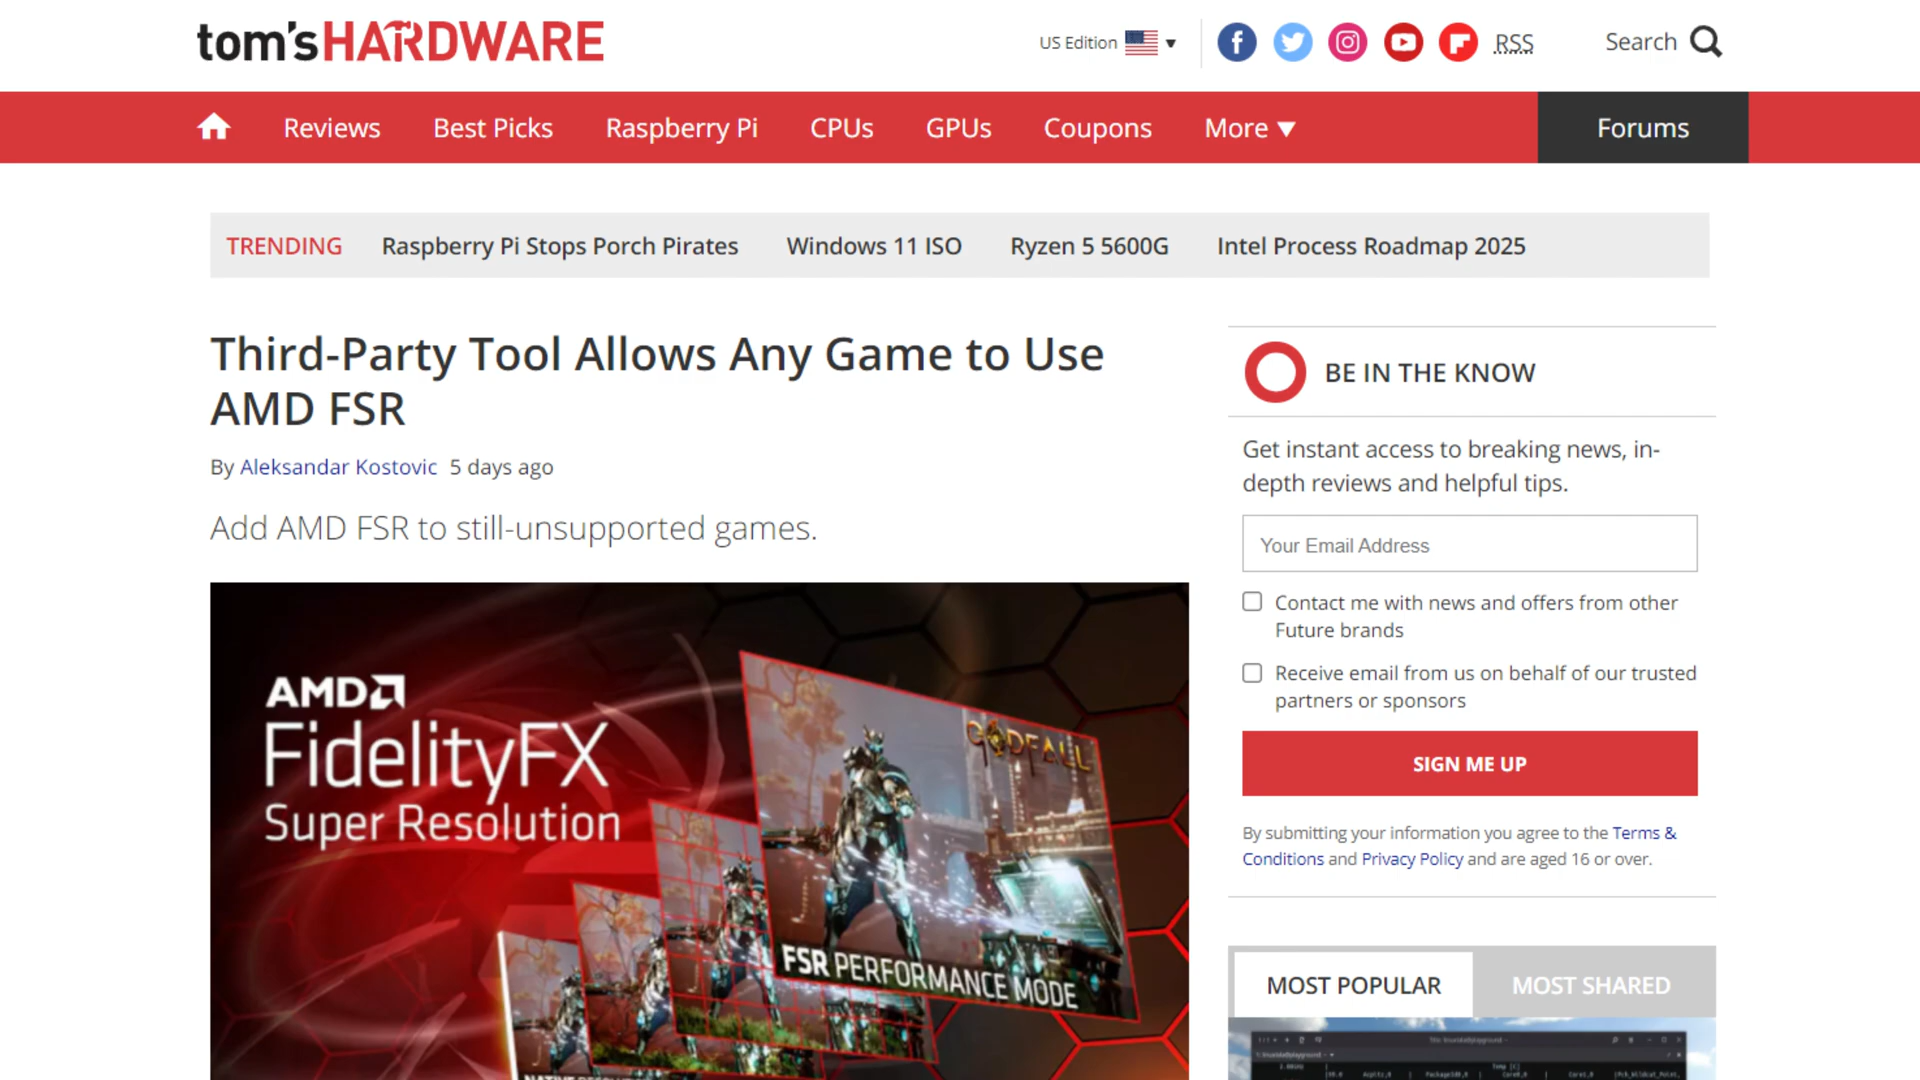 tom'sHARDWARE
US Edition
RSS
Search
Reviews
Best Picks
Raspberry Pi
CPUs
GPUs
Coupons
More
Forums
TRENDING
Raspberry Pi Stops Porch Pirates
Windows 11 ISO
Ryzen 5 5600G
Intel Process Roadmap 2025
Third-Party Tool Allows Any Game to Use
AMD FSR
By Aleksandar Kostovic 5 days ago
Add AMD FSR to still-unsupported games.
AMD
FidelityFX
Super Resolution
GODFALL
FSR PERFORMANCE MODE
BE IN THE KNOW
Get instant access to breaking news, in-
depth reviews and helpful tips.
Your Email Address
Contact me with news and offers from other
Future brands
Receive email from us on behalf of our trusted
partners or sponsors
SIGN ME UP
By submitting your information you agree to the Terms &
Conditions and Privacy Policy and are aged 16 or over.
MOST POPULAR
MOST SHARED